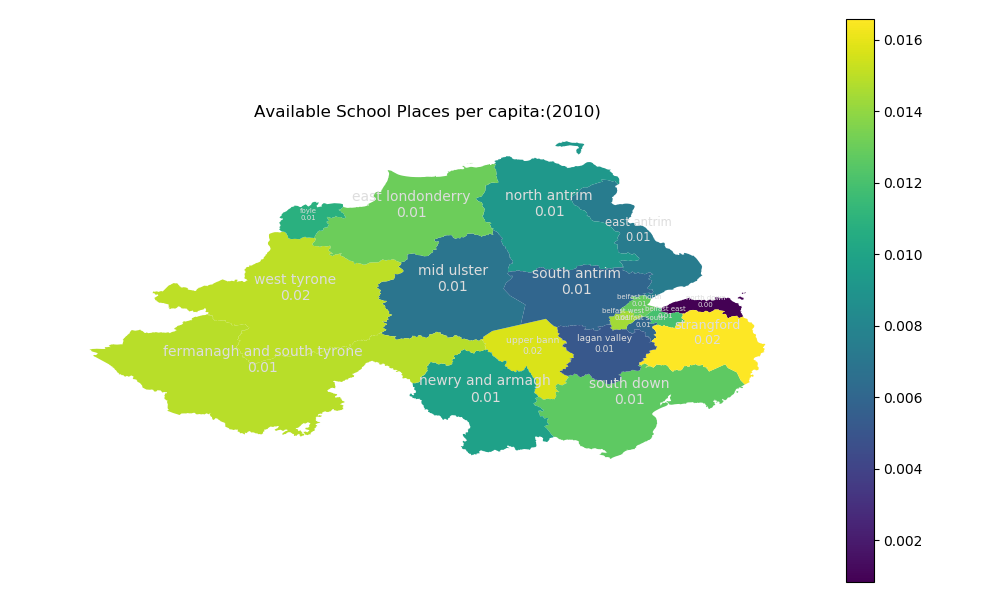 Available School Places per capita:(2010)
0.016
0.014
0.012
0.010
0.008
0.006
0.004
0.002
foyle
0.01
east londonderry
0.01
north antrim
0.01
east antrim
0.01
west tyrone
0.02
mid ulster
0.01
south antrim
0.01
belfast north
0.01
0.00
belfast west
belfast east
0.01
belfast south
0.01
strangford
0.02
fermanagh and south tyrone
0.01
upper bann
0.02
lagan valley
0.01
newry and armagh
0.01
south down
0.01